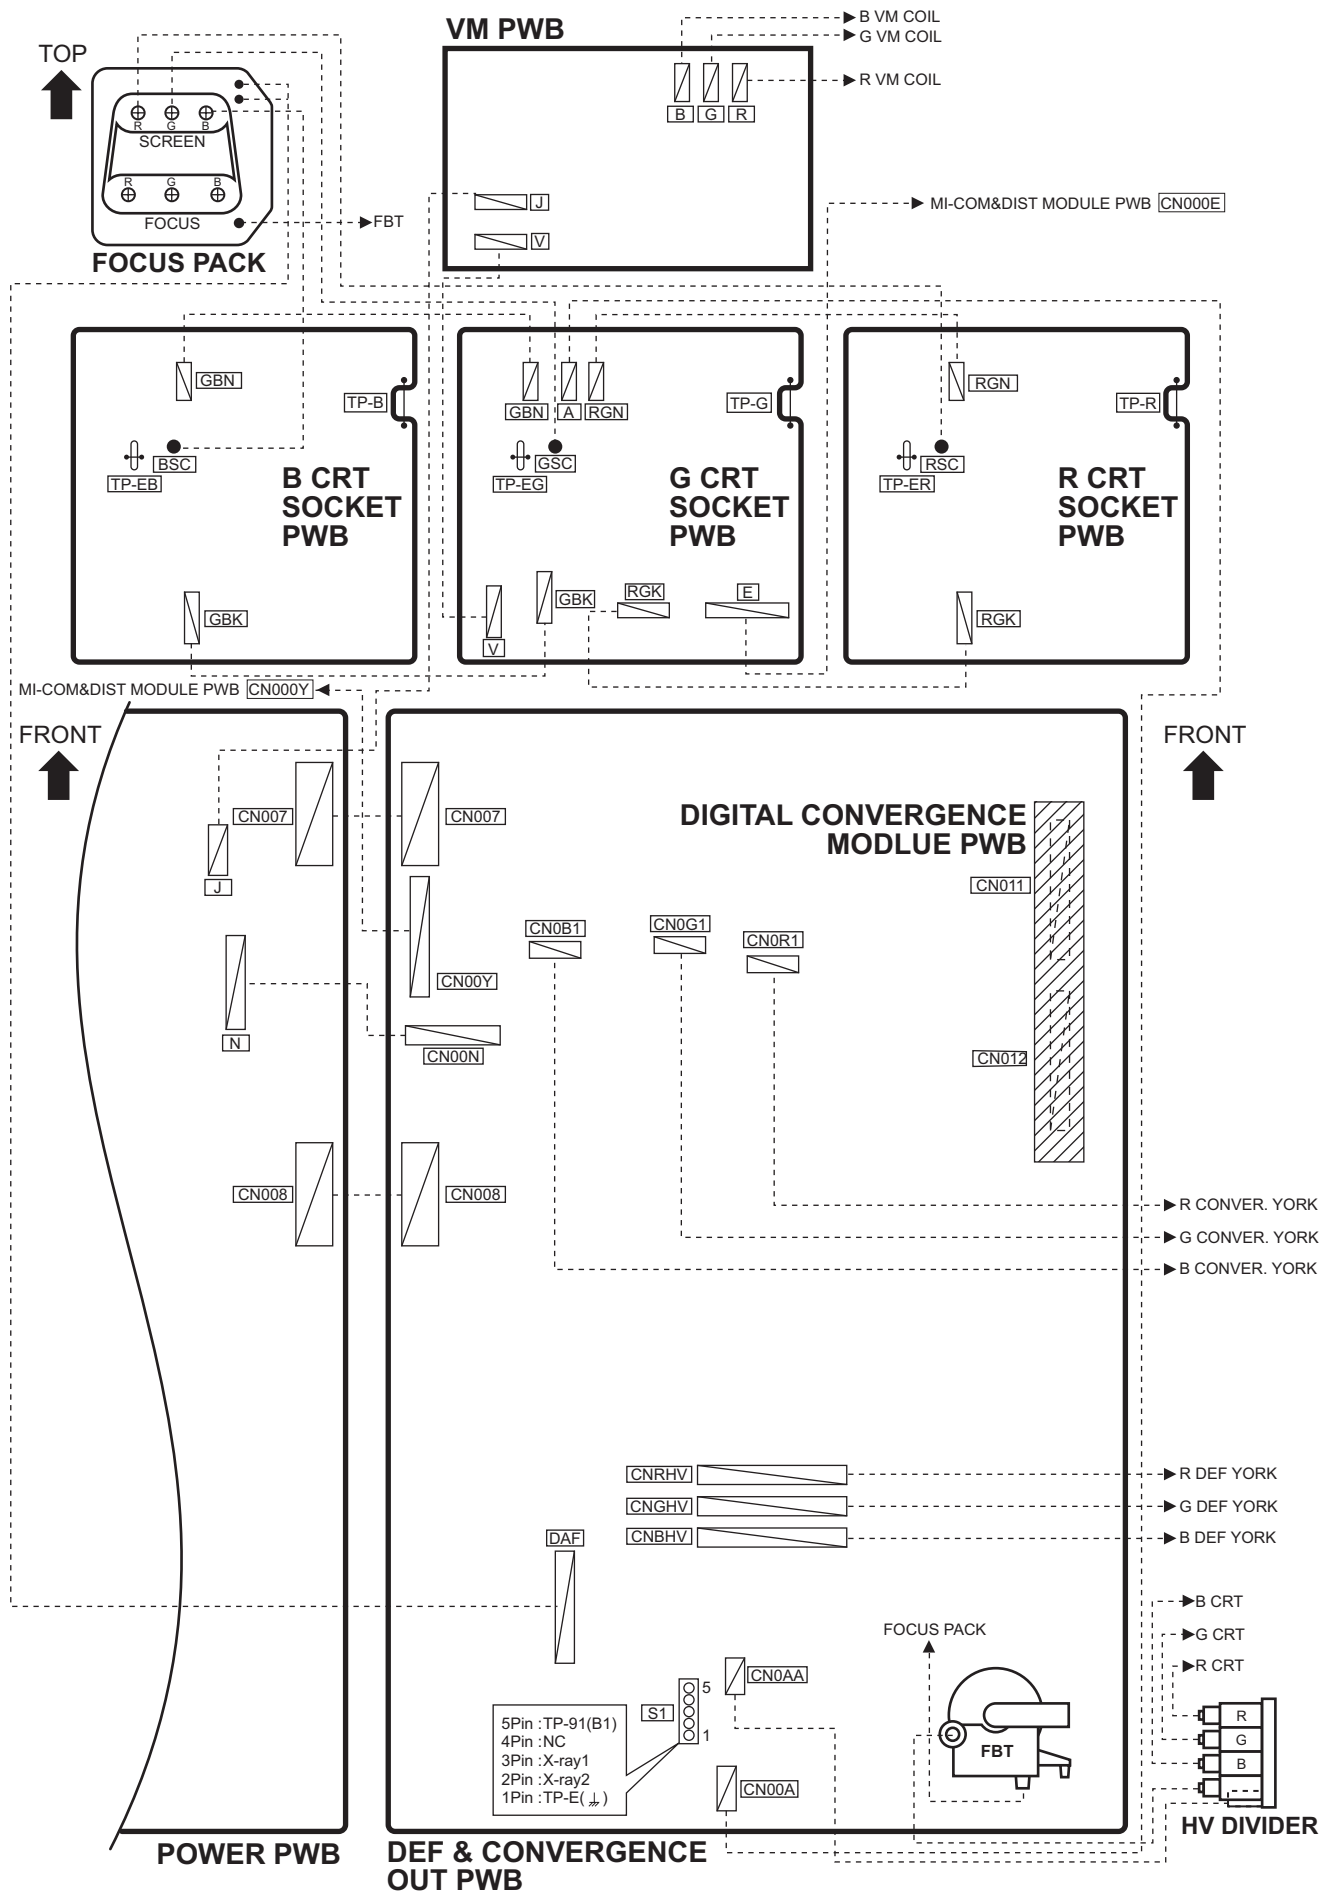 VM PWB
B VM COIL
G VM COIL
R VM COIL
TOP
R G B
SCREEN
R G B
FOCUS
FBT
FOCUS PACK
B G R
J
V
MI-COM&DIST MODULE PWB CN000E
GBN
TP-B
BSC
TP-EB
B CRT
SOCKET
PWB
GBK
GBN A RGN
TP-G
GSC
TP-EG
G CRT
SOCKET
PWB
GBK
RGK
E
V
RGN
TP-R
RSC
TP-ER
R CRT
SOCKET
PWB
RGK
MI-COM&DIST MODULE PWB CN000Y
FRONT
FRONT
CN007
CN007
J
DIGITAL CONVERGENCE
MODLUE PWB
CN011
CN0B1
CN0G1
CN0R1
CN00Y
N
CN00N
CN012
CN008
CN008
R CONVER. YORK
G CONVER. YORK
B CONVER. YORK
CNRHV
R DEF YORK
CNGHV
G DEF YORK
CNBHV
B DEF YORK
DAF
B CRT
G CRT
R CRT
FOCUS PACK
CN0AA
S1
5
1
5Pin :TP-91(B1)
4Pin :NC
3Pin :X-ray1
2Pin :X-ray2
1Pin :TP-E( )
CN00A
FBT
R
G
B
HV DIVIDER
POWER PWB
DEF & CONVERGENCE
OUT PWB